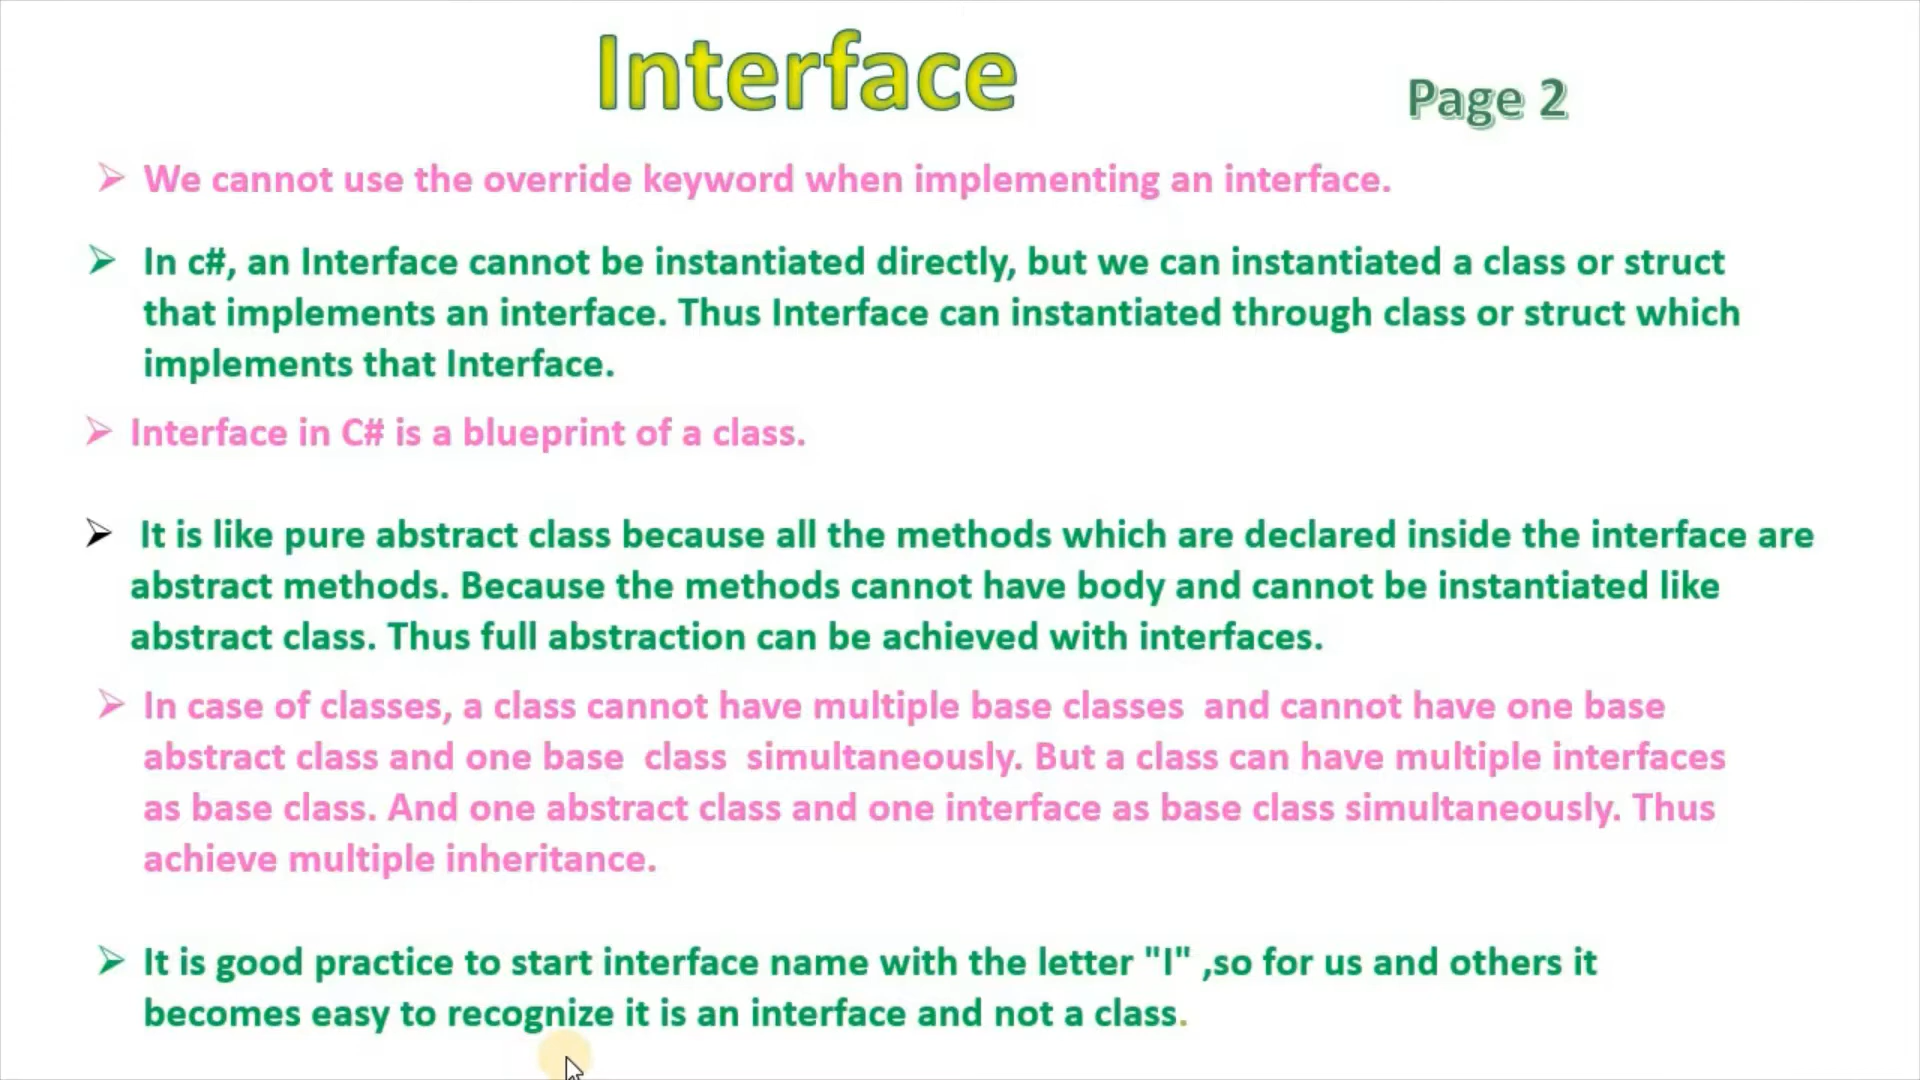 Interface
Page 2
We cannot use the override keyword when implementing an interface.
In c#, an Interface cannot be instantiated directly, but we can instantiated a class or struct
that implements an interface. Thus Interface can instantiated through class or struct which
implements that Interface.
Interface in C# is a blueprint of a class.
It is like pure abstract class because all the methods which are declared inside the interface are
abstract methods. Because the methods cannot have body and cannot be instantiated like
abstract class. Thus full abstraction can be achieved with interfaces.
In case of classes, a class cannot have multiple base classes and cannot have one base
abstract class and one base class simultaneously. But a class can have multiple interfaces
as base class. And one abstract class and one interface as base class simultaneously. Thus
achieve multiple inheritance.
It is good practice to start interface name with the letter "I" ,so for us and others it
becomes easy to recognize it is an interface and not a class.